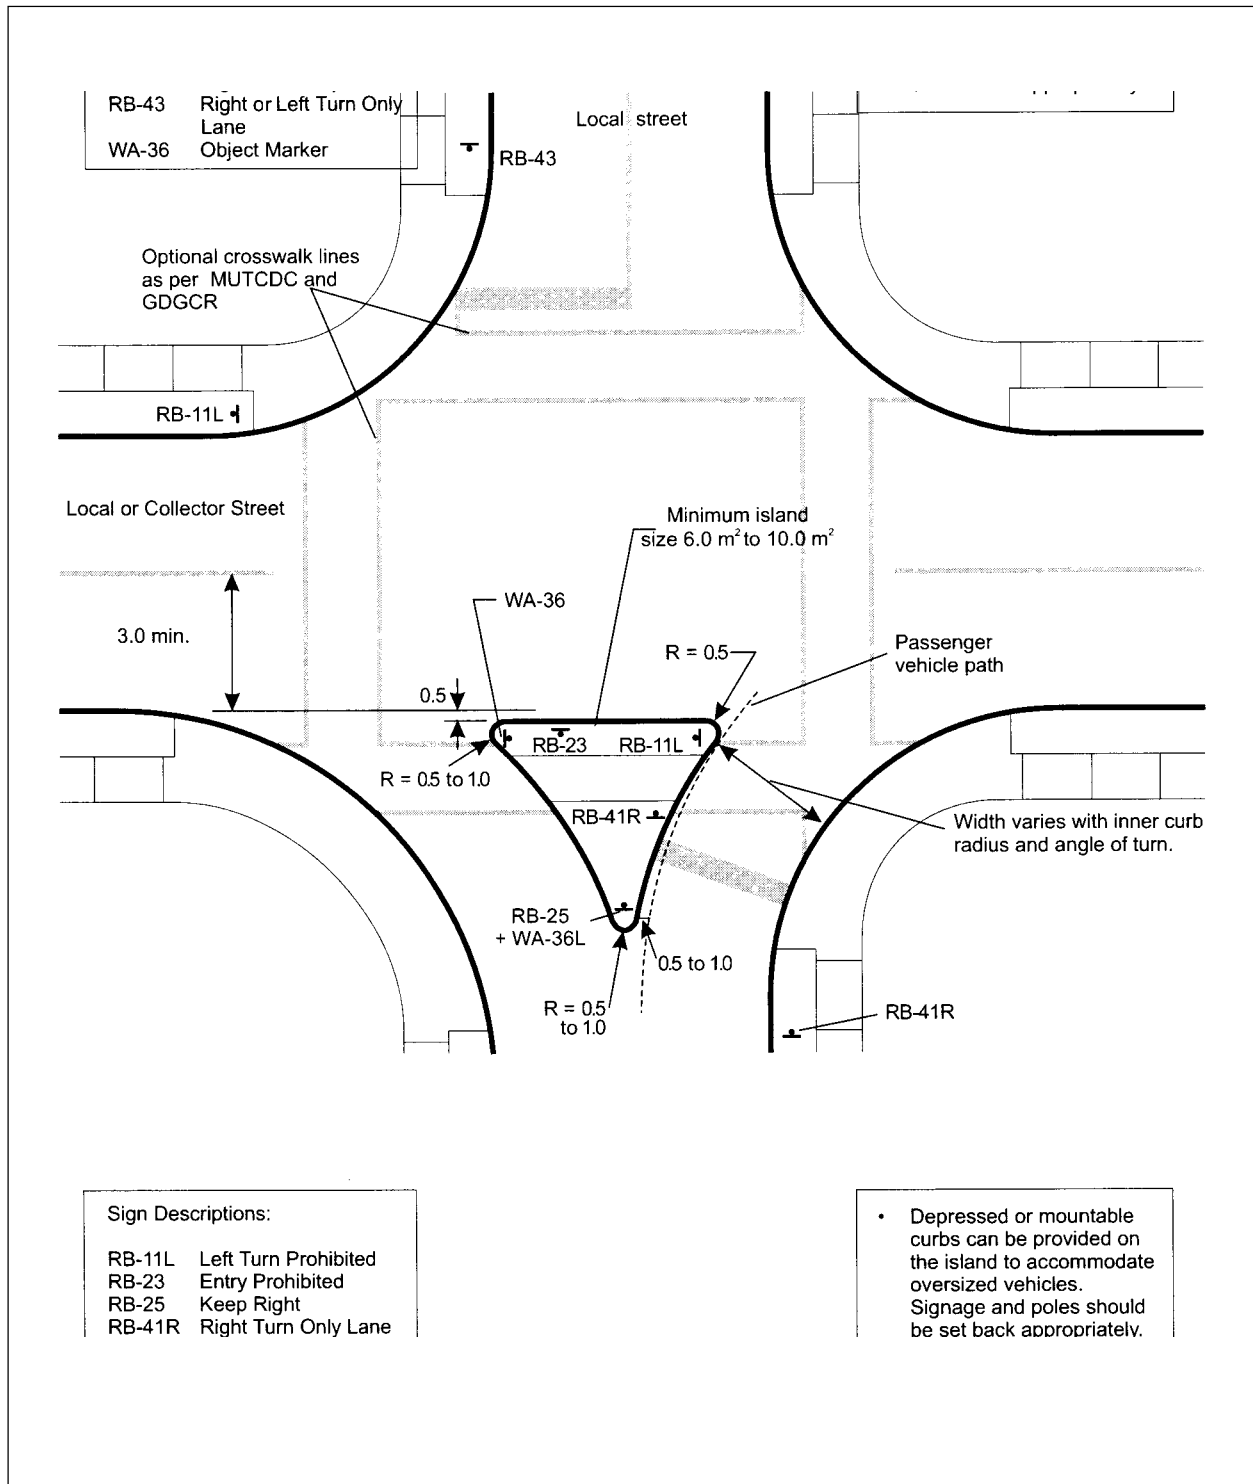 RB-43 Right or Left Turn Only
Lane
WA-36 Object Marker
Local street
RB-43
Optional crosswalk lines
as per MUTCDC and
GDGCR
RB-11L
Local or Collector Street
Minimum island
size 6.0 m² to 10.0 m²
WA-36
3.0 min.
R = 0.5
Passenger
vehicle path
0.5
RB-23
RB-11L
R = 0.5 to 1.0
RB-41R
Width varies with inner curb
radius and angle of turn.
RB-25
+ WA-36L
0.5 to 1.0
R = 0.5
to 1.0
RB-41R
Sign Descriptions:
RB-11L Left Turn Prohibited
RB-23 Entry Prohibited
RB-25 Keep Right
RB-41R Right Turn Only Lane
• Depressed or mountable
curbs can be provided on
the island to accommodate
oversized vehicles.
Signage and poles should
be set back appropriately.